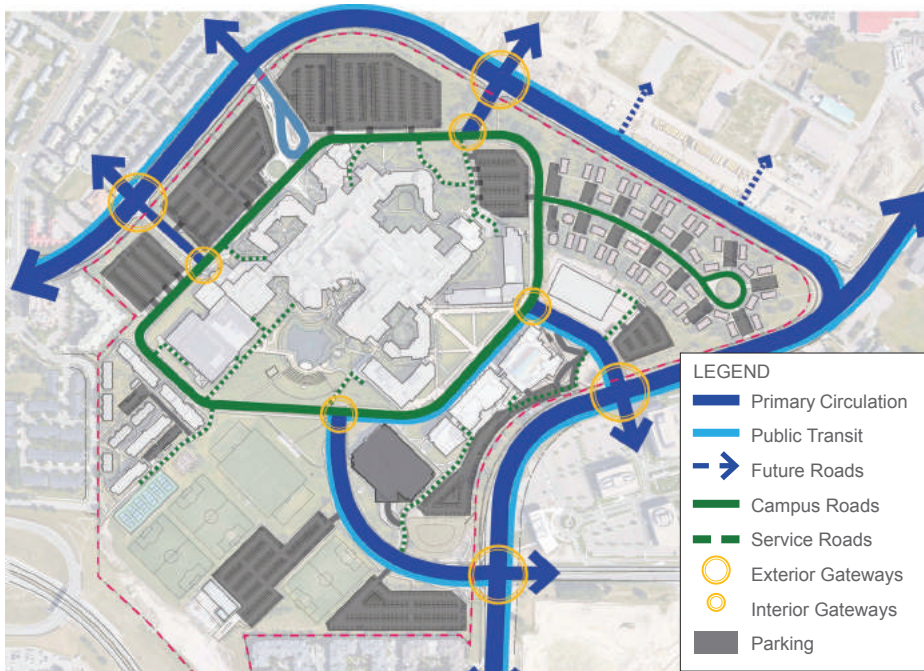 LEGEND
Primary Circulation
Public Transit
Future Roads
Campus Roads
Service Roads
Exterior Gateways
Interior Gateways
Parking